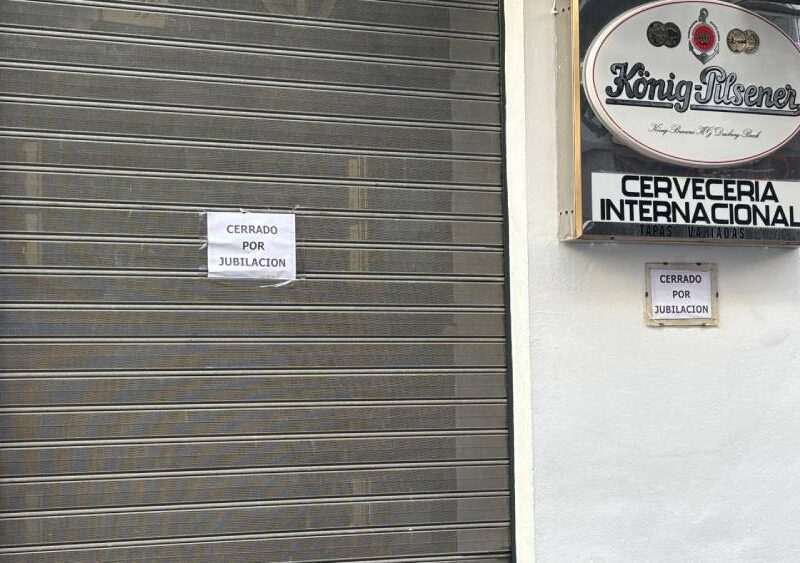 CERRADO
POR
JUBILACION
König-Pilsener
CERVECERIA
INTERNACIONAL
TAPAS VARIADAS
CERRADO
POR
JUBILACION